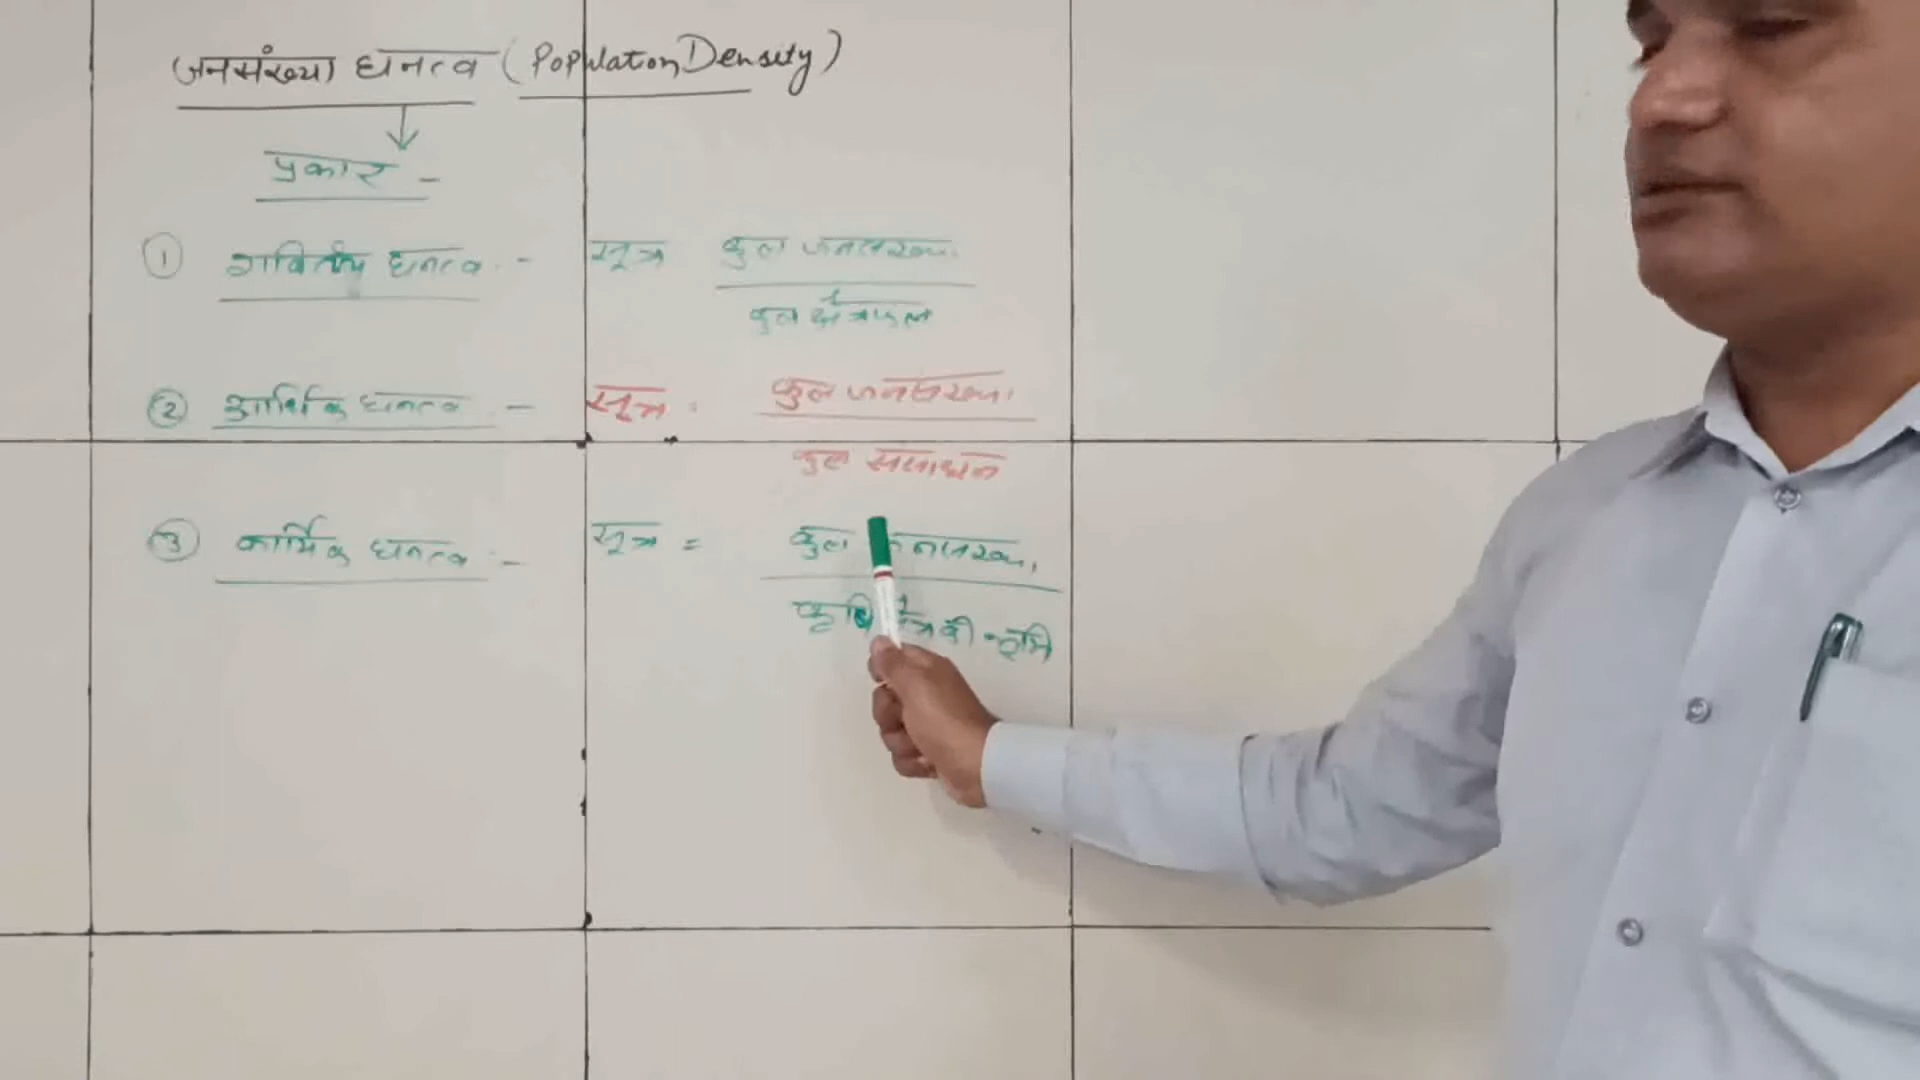 जनसंख्या घनत्व (Population Density)
प्रकार -
① गणितीय घनत्व :- सूत्र कुल जनसंख्या
कुल क्षेत्रफल
② आर्थिक घनत्व :- सूत्र : कुल जनसंख्या
कुल संसाधन
③ कार्मिक घनत्व :- सूत्र = कुल जनसंख्या
कृषि क्षेत्र की भूमि